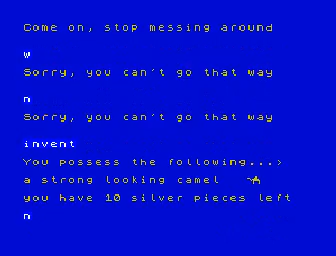 Come on, stop messing around
w
Sorry, you can't go that way
n
Sorry, you can't go that way
invent
You possess the following...>
a strong looking camel
you have 10 silver pieces left
n